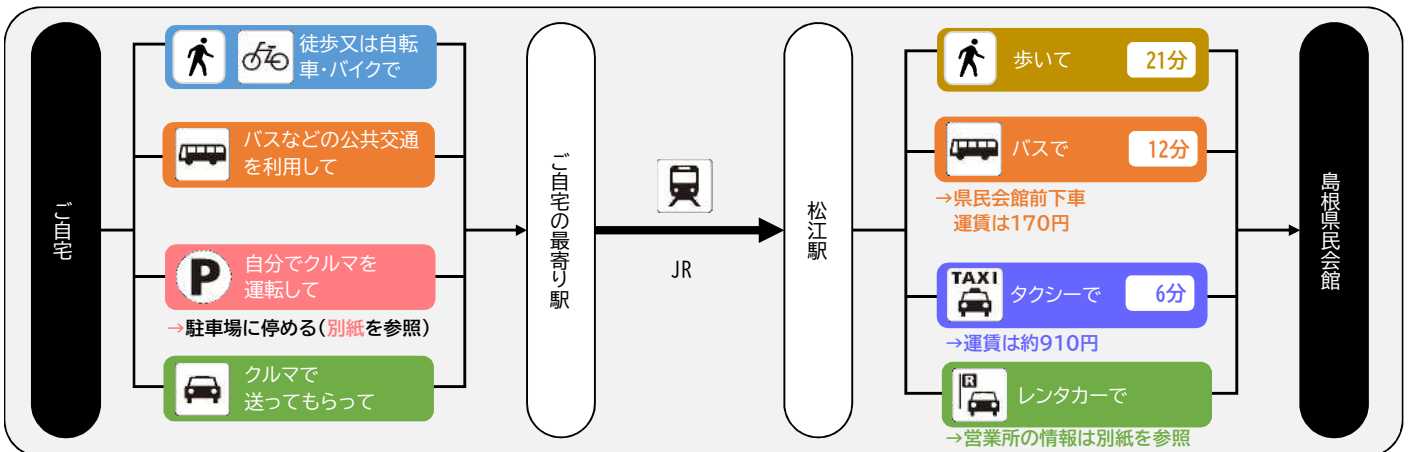 ご自宅
徒歩又は自転
車・バイクで
バスなどの公共交通
を利用して
P
自分でクルマを
運転して
→駐車場に停める(別紙を参照)
クルマで
送ってもらって
ご自宅の最寄り駅
JR
松江駅
歩いて
21分
バスで
12分
→県民会館前下車
運賃は170円
TAXI
タクシーで
6分
→運賃は約910円
R
レンタカーで
→営業所の情報は別紙を参照
島根県民会館